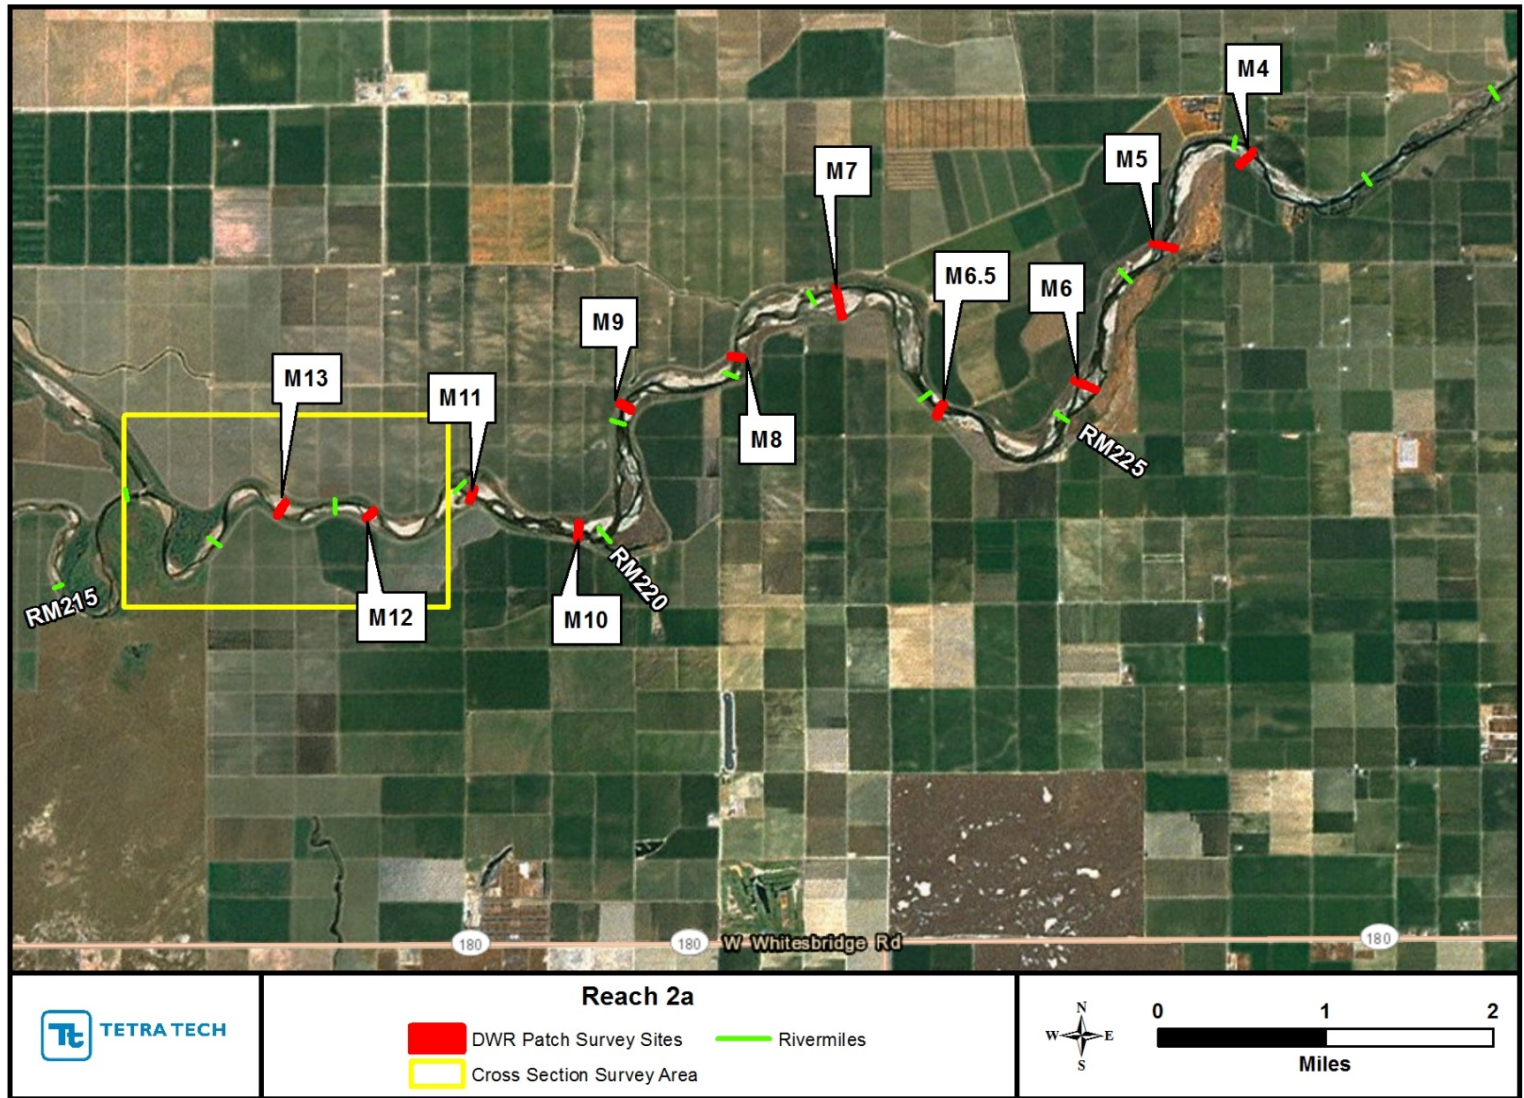 M4
M5
M7
M6.5
M6
M9
M13
M11
M8
RM225
RM220
RM215
M12
M10
180
180
W Whitesbridge Rd
180
Tt TETRA TECH
Reach 2a
DWR Patch Survey Sites
Rivermiles
Cross Section Survey Area
N
W E
S
0 1 2
Miles